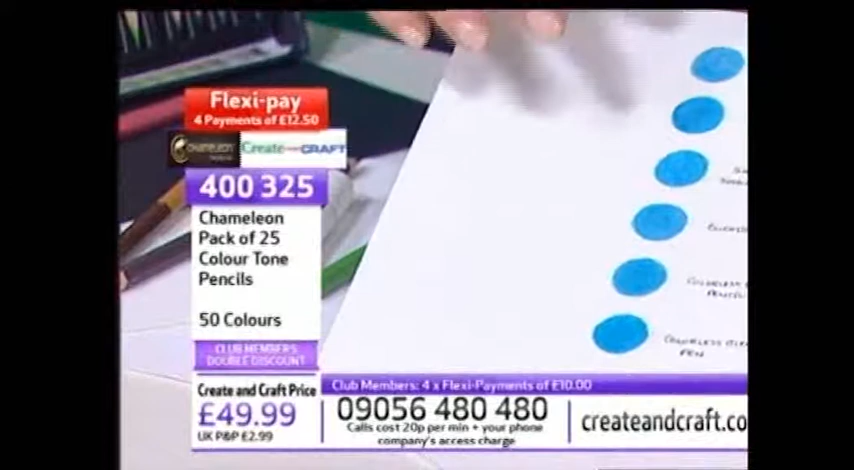 Flexi-pay
4 Payments of £12.50
CHAMELEON
Create and CRAFT
400 325
Chameleon
Pack of 25
Colour Tone
Pencils
50 Colours
CLUB MEMBERS
DOUBLE DISCOUNT
Create and Craft Price
£49.99
UK P&P £2.99
Club Members: 4 x Flexi-Payments of £10.00
09056 480 480
Calls cost 20p per min + your phone
company's access charge
createandcraft.co
COLOURLESS
PEN